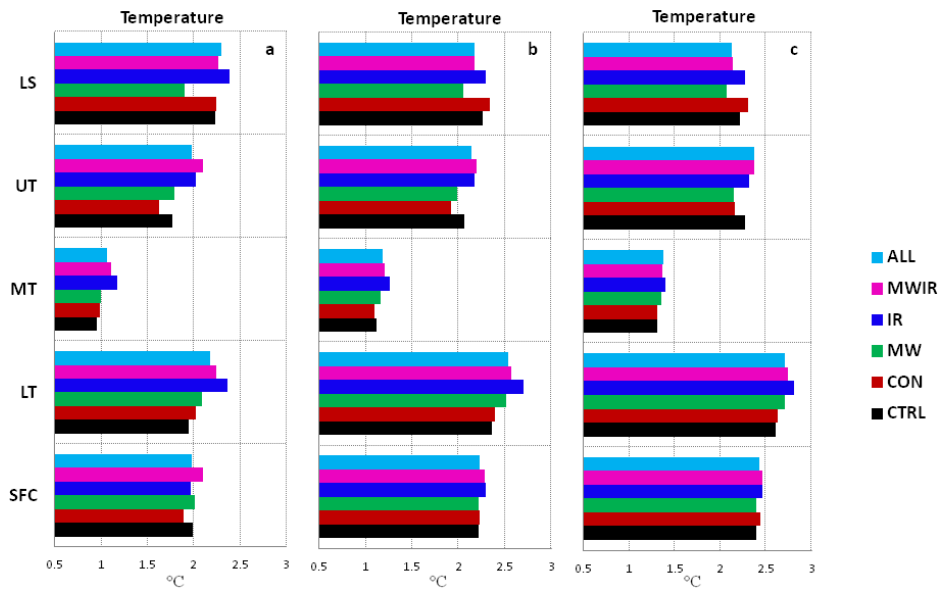 Temperature
Temperature
Temperature
a
b
c
LS
UT
MT
LT
SFC
ALL
MWIR
IR
MW
CON
CTRL
0.5 1 1.5 2 2.5 3
0.5 1 1.5 2 2.5 3
0.5 1 1.5 2 2.5 3
°C
°C
°C